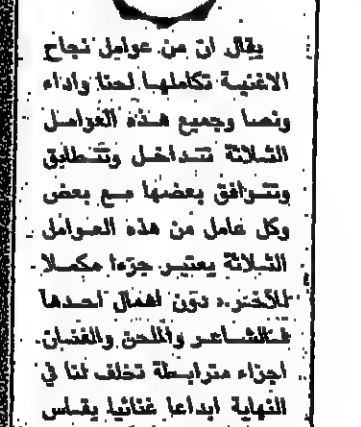 يقال ان من عوامل نجاح
الاغنية تكاملها لحنا واداء
ونصا وجميع هذه العوامل
الثلاثة تتداخل وتتطابق
وتتوافق بعضها مع بعض
وكل عامل من هذه العوامل
الثلاثة يعتبر جزءا مكملا
للآخر.. دون اهمال احدها
فالشاعر والملحن والفنان
اجزاء مترابطة تخلف لنا في
النهاية ابداعا غنائيا يقاس